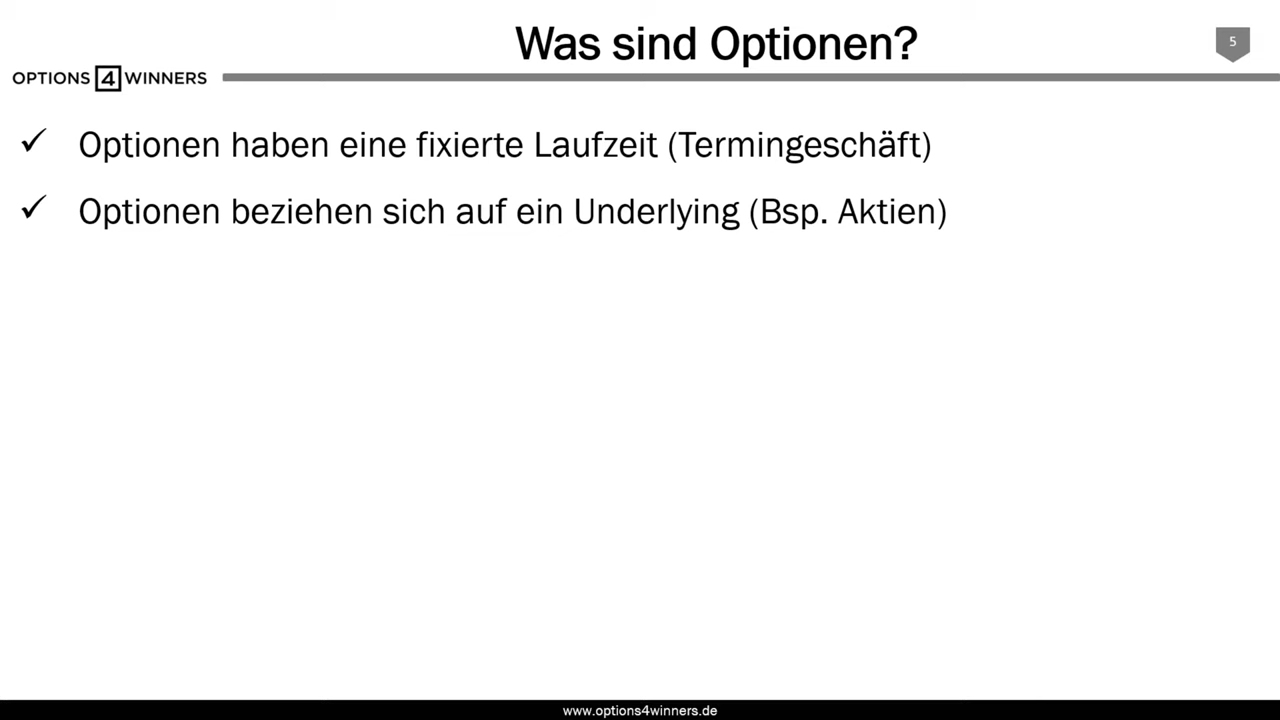 Was sind Optionen?
5
OPTIONS 4 WINNERS
✓ Optionen haben eine fixierte Laufzeit (Termingeschäft)
✓ Optionen beziehen sich auf ein Underlying (Bsp. Aktien)
www.options4winners.de